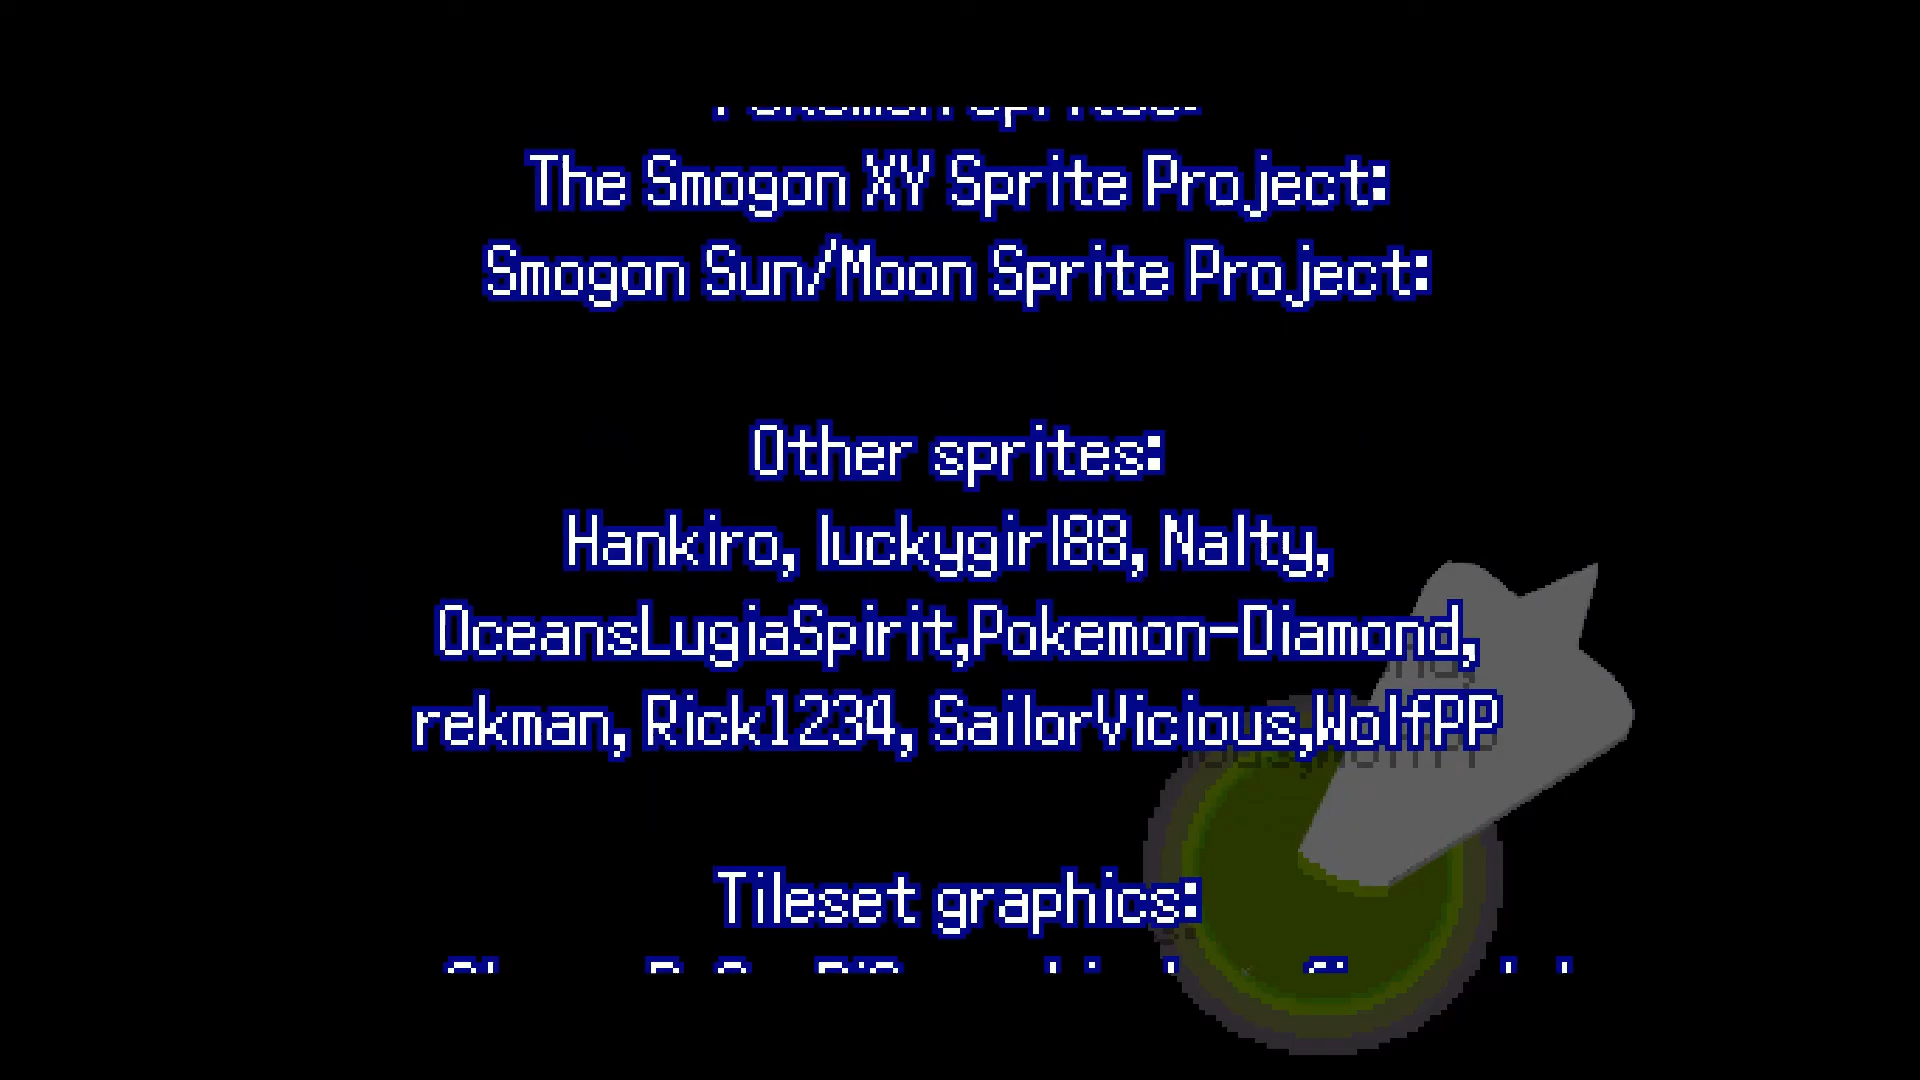 The Smogon XY Sprite Project:
Smogon Sun/Moon Sprite Project:
Other sprites:
Hankiro, luckygirl88, Nalty,
OceansLugiaSpirit,Pokemon-Diamond,
rekman, Rick1234, SailorVicious,WolfPP
Tileset graphics: